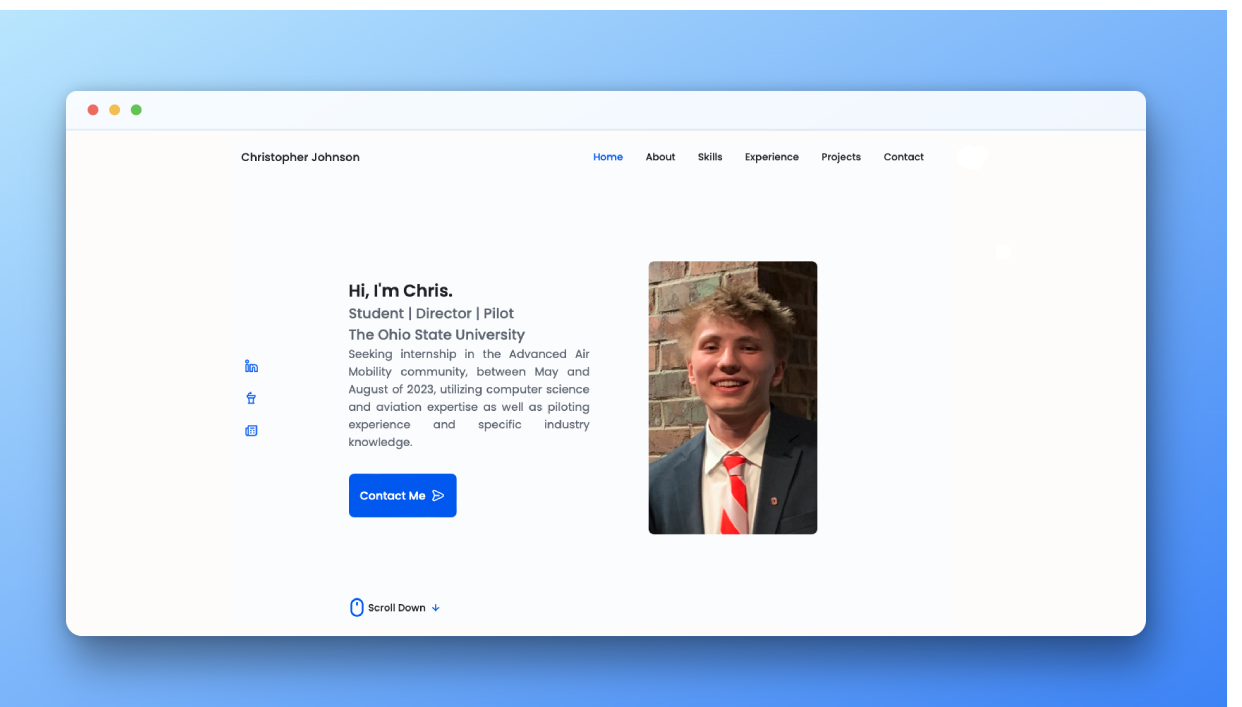 Christopher Johnson
Home About Skills Experience Projects Contact
Hi, I'm Chris.
Student | Director | Pilot
The Ohio State University
Seeking internship in the Advanced Air
Mobility community, between May and
August of 2023, utilizing computer science
and aviation expertise as well as piloting
experience and specific industry
knowledge.
Contact Me
Scroll Down